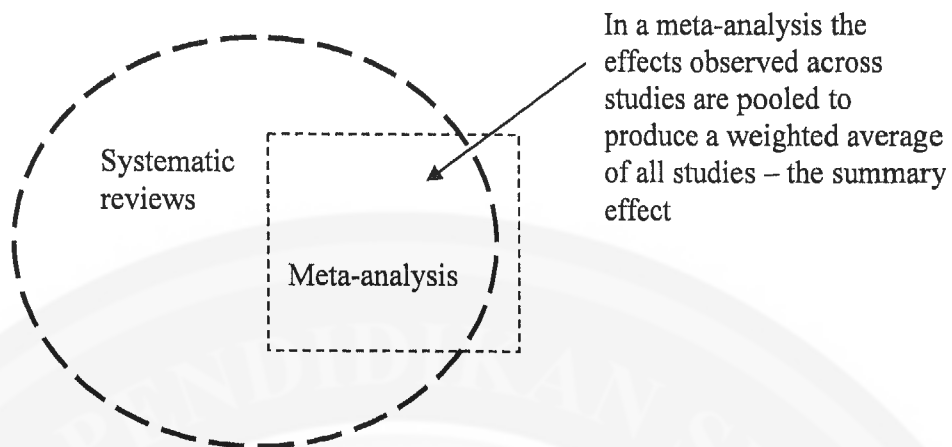 In a meta-analysis the
effects observed across
studies are pooled to
produce a weighted average
of all studies – the summary
effect
Systematic
reviews
Meta-analysis
PENDIDIKAN S